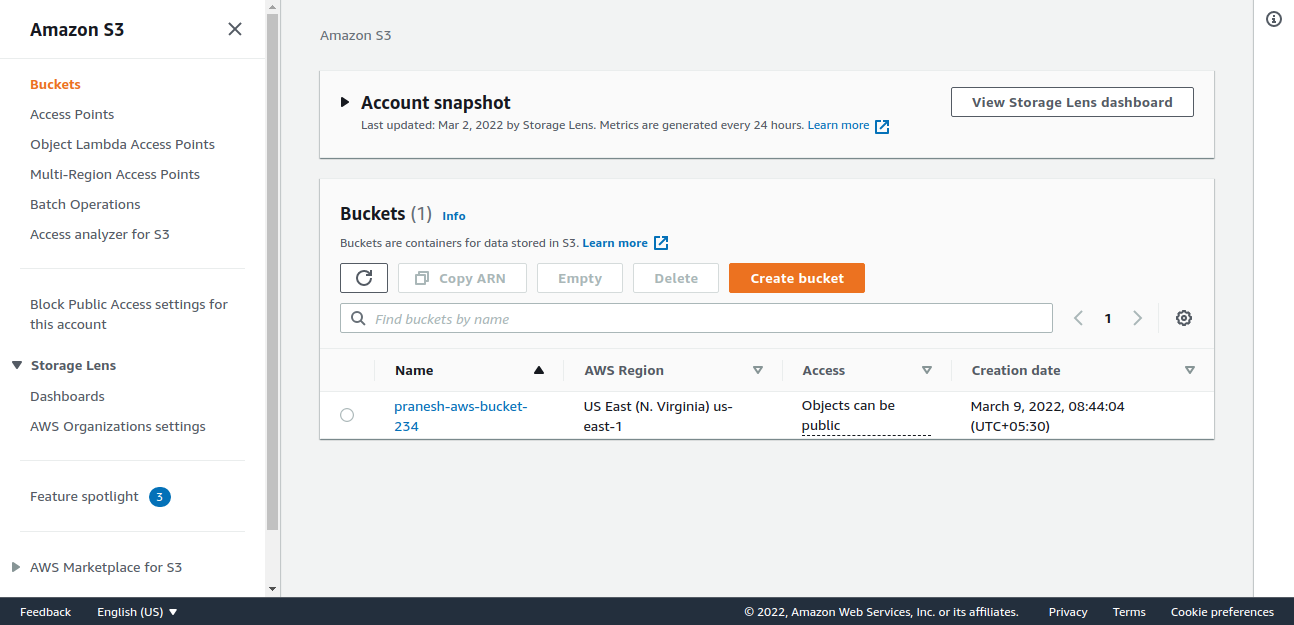 Amazon S3
Buckets
Access Points
Object Lambda Access Points
Multi-Region Access Points
Batch Operations
Access analyzer for S3
Block Public Access settings for
this account
Storage Lens
Dashboards
AWS Organizations settings
Feature spotlight 3
AWS Marketplace for S3
Amazon S3
Account snapshot
View Storage Lens dashboard
Last updated: Mar 2, 2022 by Storage Lens. Metrics are generated every 24 hours. Learn more
Buckets (1) Info
Buckets are containers for data stored in S3. Learn more
Copy ARN Empty Delete Create bucket
Find buckets by name 1
Name AWS Region Access Creation date
pranesh-aws-bucket-
234
US East (N. Virginia) us-
east-1
Objects can be
public
March 9, 2022, 08:44:04
(UTC+05:30)
Feedback English (US) © 2022, Amazon Web Services, Inc. or its affiliates. Privacy Terms Cookie preferences